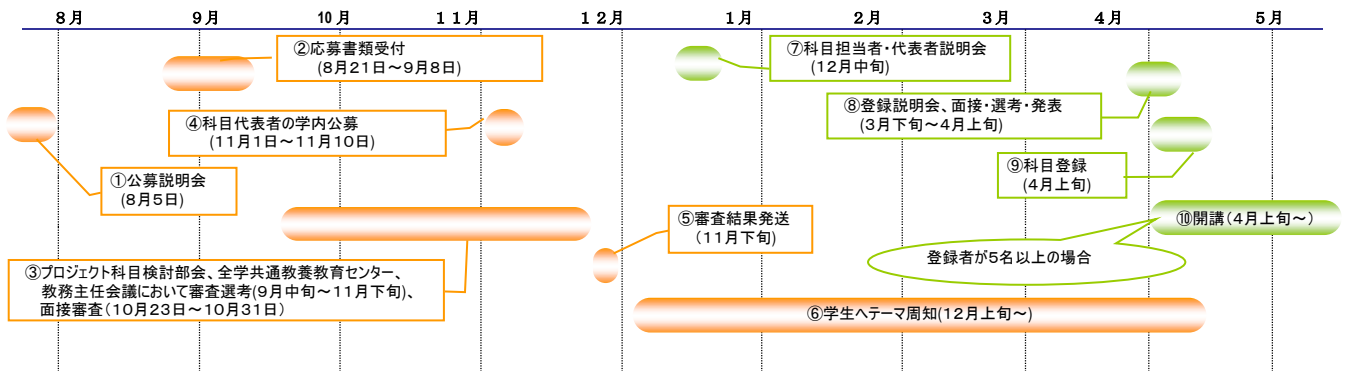 8月 9月 10月 11月 12月 1月 2月 3月 4月 5月
②応募書類受付
(8月21日～9月8日)
⑦科目担当者・代表者説明会
(12月中旬)
⑧登録説明会、面接・選考・発表
(3月下旬～4月上旬)
④科目代表者の学内公募
(11月1日～11月10日)
⑨科目登録
(4月上旬)
①公募説明会
(8月5日)
⑤審査結果発送
(11月下旬)
⑩開講(4月上旬～)
登録者が5名以上の場合
③プロジェクト科目検討部会、全学共通教養教育センター、
教務主任会議において審査選考(9月中旬～11月下旬)、
面接審査(10月23日～10月31日)
⑥学生へテーマ周知(12月上旬～)